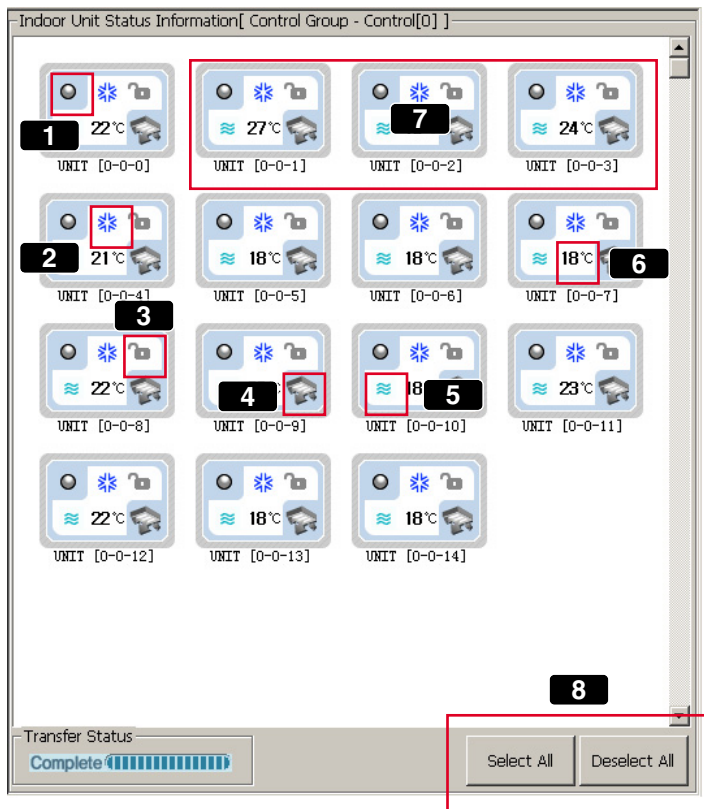 Indoor Unit Status Information[ Control Group - Control[0] ]
1
22℃
27℃
7
24℃
UNIT [0-0-0]
UNIT [0-0-1]
UNIT [0-0-2]
UNIT [0-0-3]
2
21℃
18℃
18℃
18℃
6
UNIT [0-0-4]
UNIT [0-0-5]
UNIT [0-0-6]
UNIT [0-0-7]
3
22℃
4
18
5
23℃
UNIT [0-0-8]
UNIT [0-0-9]
UNIT [0-0-10]
UNIT [0-0-11]
22℃
18℃
18℃
UNIT [0-0-12]
UNIT [0-0-13]
UNIT [0-0-14]
8
Transfer Status
Complete
Select All
Deselect All